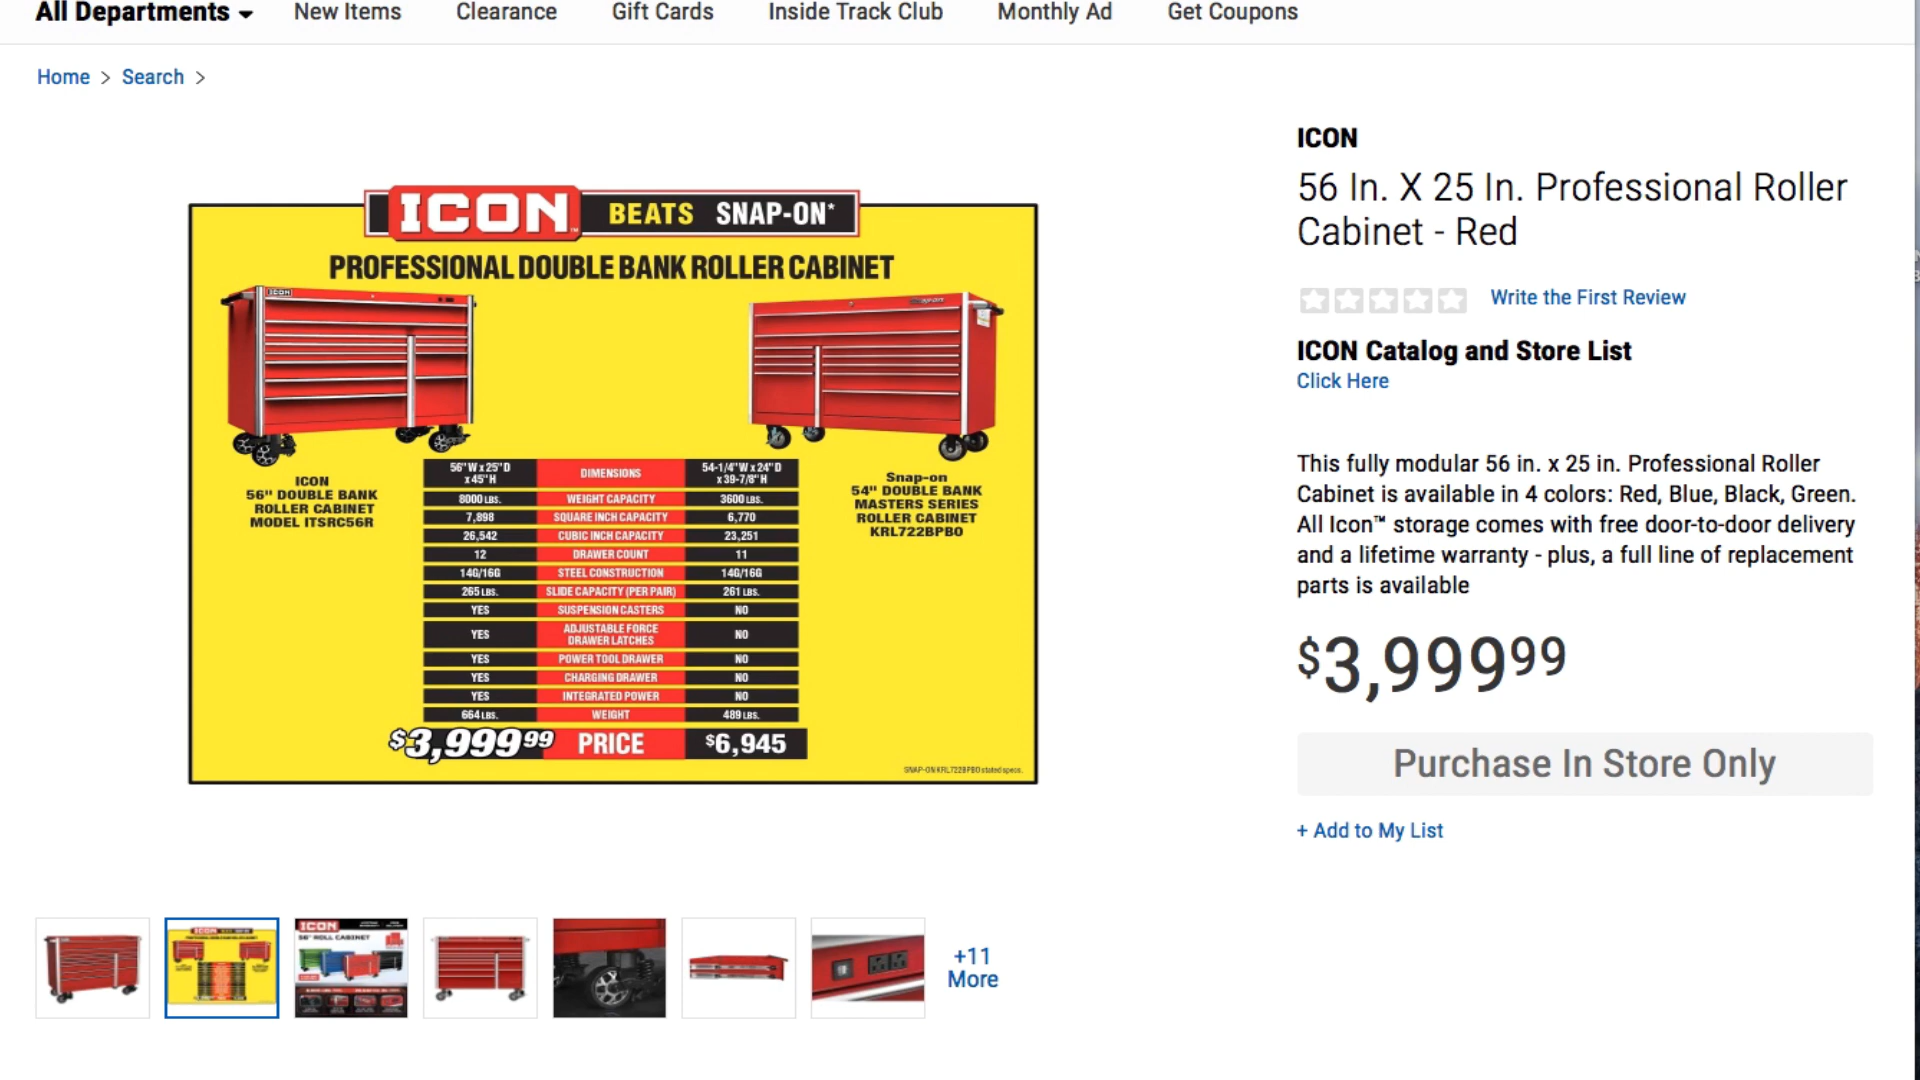 All Departments
New Items
Clearance
Gift Cards
Inside Track Club
Monthly Ad
Get Coupons
Home > Search >
ICON BEATS SNAP-ON*
PROFESSIONAL DOUBLE BANK ROLLER CABINET
ICON
ICON
56" DOUBLE BANK
ROLLER CABINET
MODEL ITSRC56R
Snap-on
54" DOUBLE BANK
MASTERS SERIES
ROLLER CABINET
KRL722BPBO
56" W x 25" D
x 45" H
DIMENSIONS
54-1/4" W x 24" D
x 39-7/8" H
8000 LBS. WEIGHT CAPACITY 3600 LBS.
7,898 SQUARE INCH CAPACITY 6,770
26,542 CUBIC INCH CAPACITY 23,251
12 DRAWER COUNT 11
14G/16G STEEL CONSTRUCTION 14G/16G
265 LBS. SLIDE CAPACITY (PER PAIR) 261 LBS.
YES SUSPENSION CASTERS NO
YES
ADJUSTABLE FORCE
DRAWER LATCHES
NO
YES POWER TOOL DRAWER NO
YES CHARGING DRAWER NO
YES INTEGRATED POWER NO
664 LBS. WEIGHT 489 LBS.
$3,999 99 PRICE $6,945
SNAP-ON KRL722BPBO stated specs.
ICON
56 In. X 25 In. Professional Roller
Cabinet - Red
Write the First Review
ICON Catalog and Store List
Click Here
This fully modular 56 in. x 25 in. Professional Roller
Cabinet is available in 4 colors: Red, Blue, Black, Green.
All Icon™ storage comes with free door-to-door delivery
and a lifetime warranty - plus, a full line of replacement
parts is available
$3,999 99
Purchase In Store Only
+ Add to My List
ICON
56" ROLL CABINET
+11
More